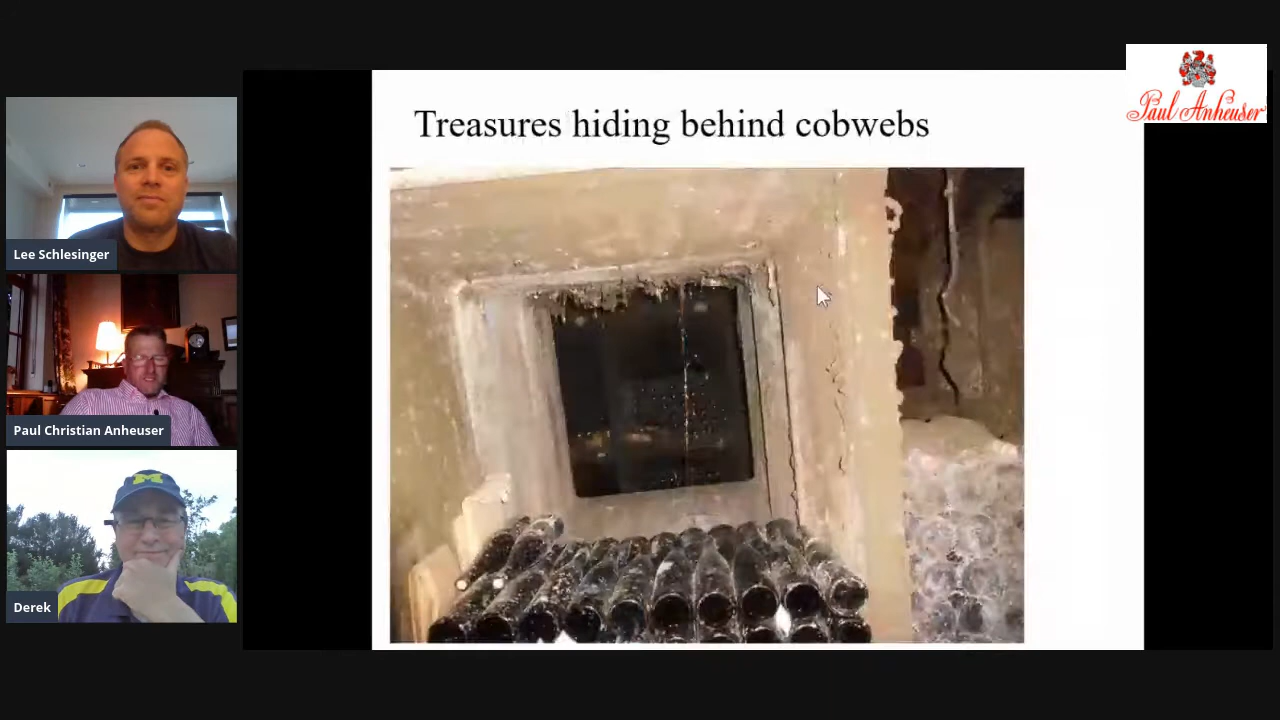 Paul Anheuser
Treasures hiding behind cobwebs
Lee Schlesinger
Paul Christian Anheuser
M
Derek